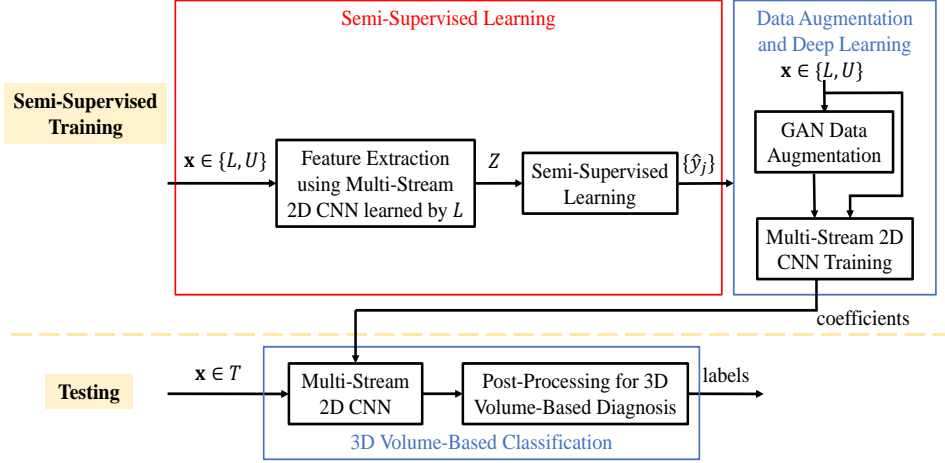 Semi-Supervised Learning
Data Augmentation
and Deep Learning
𝐱 ∈ {𝐿, 𝑈}
Semi-Supervised
Training
GAN Data
Augmentation
𝐱 ∈ {𝐿, 𝑈}
Feature Extraction
using Multi-Stream
2D CNN learned by 𝐿
𝑍
Semi-Supervised
Learning
{ŷⱼ}
Multi-Stream 2D
CNN Training
coefficients
Testing
𝐱 ∈ 𝑇
Multi-Stream
2D CNN
Post-Processing for 3D
Volume-Based Diagnosis
labels
3D Volume-Based Classification